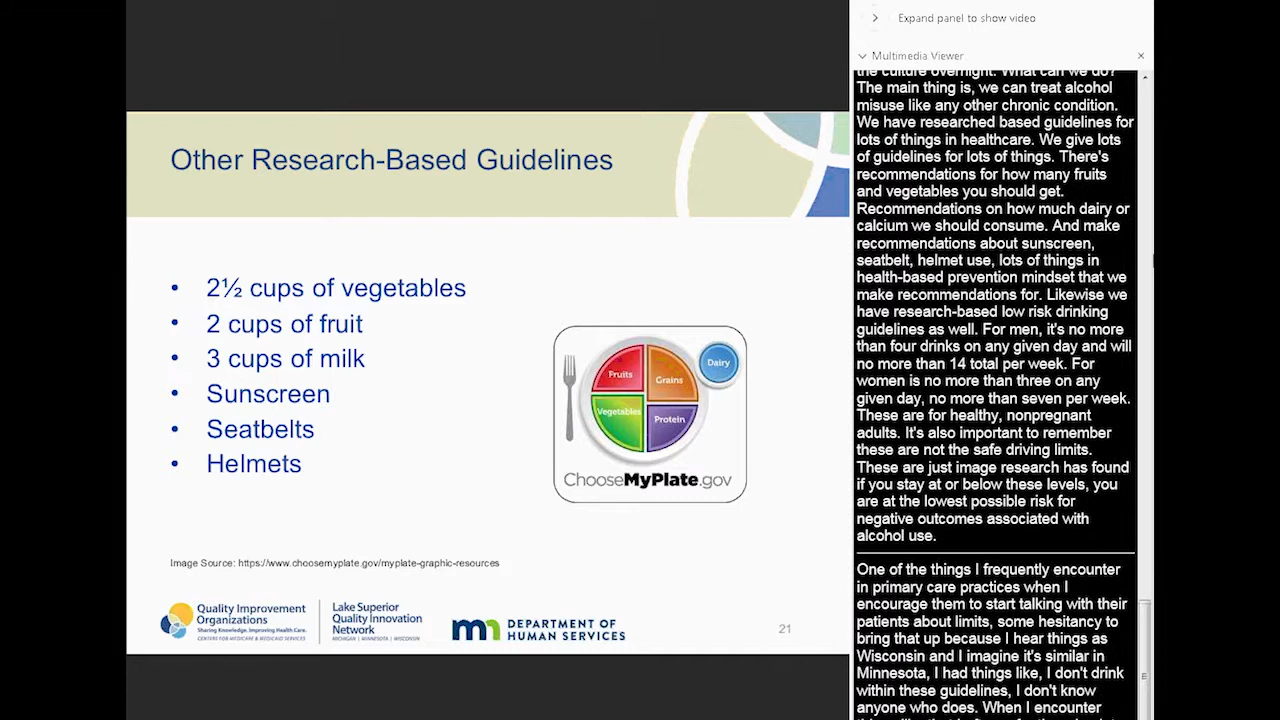 Expand panel to show video
Multimedia Viewer
Other Research-Based Guidelines
• 2½ cups of vegetables
• 2 cups of fruit
• 3 cups of milk
• Sunscreen
• Seatbelts
• Helmets
Fruits
Grains
Dairy
Vegetables
Protein
ChooseMyPlate.gov
Image Source: https://www.choosemyplate.gov/myplate-graphic-resources
Quality Improvement
Organizations
Sharing Knowledge. Improving Health Care.
CENTERS FOR MEDICARE & MEDICAID SERVICES
Lake Superior
Quality Innovation
Network
MICHIGAN | MINNESOTA | WISCONSIN
mn DEPARTMENT OF
HUMAN SERVICES
21
the culture overnight. What can we do?
The main thing is, we can treat alcohol
misuse like any other chronic condition.
We have researched based guidelines for
lots of things in healthcare. We give lots
of guidelines for lots of things. There's
recommendations for how many fruits
and vegetables you should get.
Recommendations on how much dairy or
calcium we should consume. And make
recommendations about sunscreen,
seatbelt, helmet use, lots of things in
health-based prevention mindset that we
make recommendations for. Likewise we
have research-based low risk drinking
guidelines as well. For men, it's no more
than four drinks on any given day and will
no more than 14 total per week. For
women is no more than three on any
given day, no more than seven per week.
These are for healthy, nonpregnant
adults. It's also important to remember
these are not the safe driving limits.
These are just image research has found
if you stay at or below these levels, you
are at the lowest possible risk for
negative outcomes associated with
alcohol use.
One of the things I frequently encounter
in primary care practices when I
encourage them to start talking with their
patients about limits, some hesitancy to
bring that up because I hear things as
Wisconsin and I imagine it's similar in
Minnesota, I had things like, I don't drink
within these guidelines, I don't know
anyone who does. When I encounter